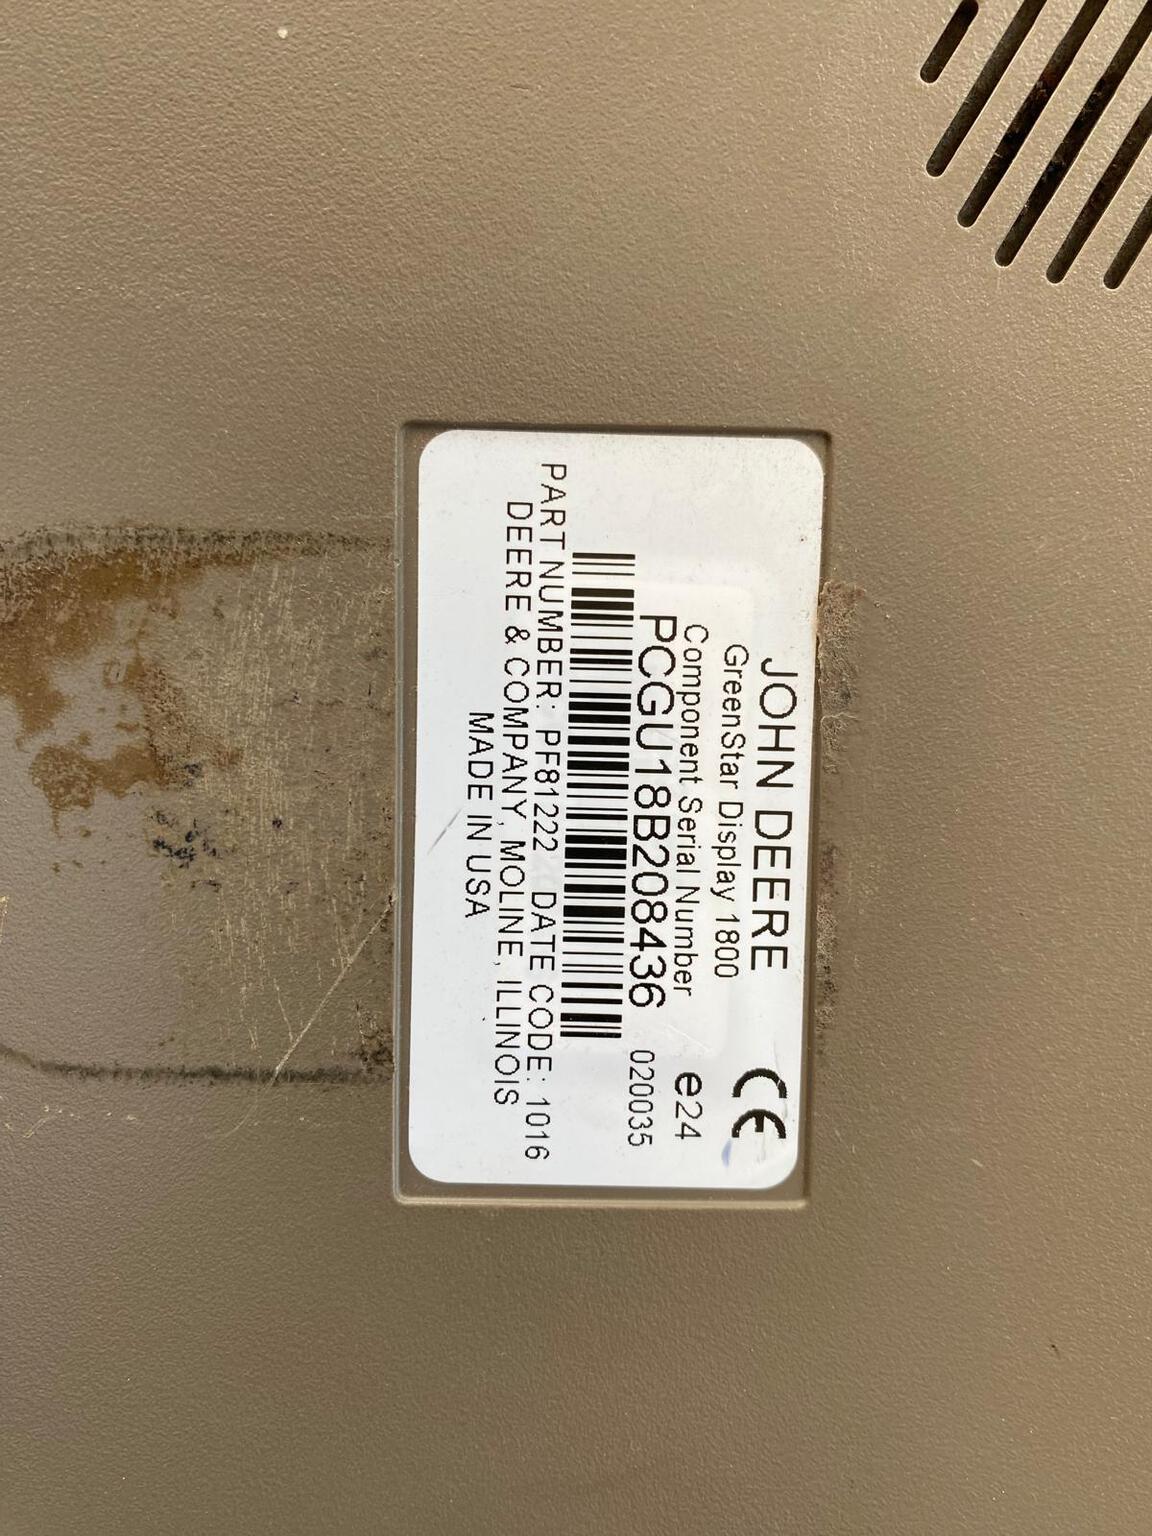 JOHN DEERE
GreenStar Display 1800
Component Serial Number
PCGU18B208436
CE
e24
020035
PART NUMBER: PF81222 DATE CODE: 1016
DEERE & COMPANY, MOLINE, ILLINOIS
MADE IN USA